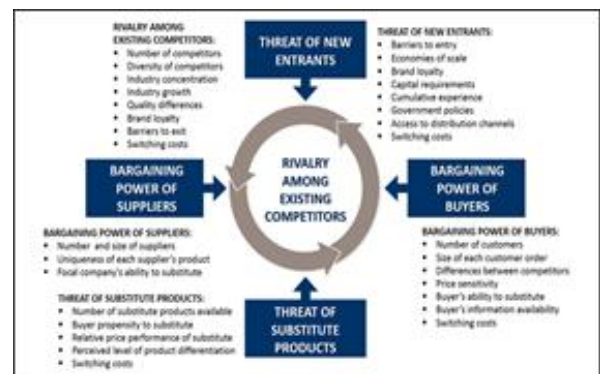 RIVALRY AMONG
EXISTING COMPETITORS:
Number of competitors
Diversity of competitors
Industry concentration
Industry growth
Quality differences
Brand loyalty
Barriers to exit
Switching costs
THREAT OF NEW
ENTRANTS
THREAT OF NEW ENTRANTS:
Barriers to entry
Economies of scale
Brand loyalty
Capital requirements
Cumulative experience
Government policies
Access to distribution channels
Switching costs
BARGAINING
POWER OF
SUPPLIERS
RIVALRY
AMONG
EXISTING
COMPETITORS
BARGAINING
POWER OF
BUYERS
BARGAINING POWER OF SUPPLIERS:
Number and size of suppliers
Uniqueness of each supplier's product
Focal company's ability to substitute
BARGAINING POWER OF BUYERS:
Number of customers
Size of each customer order
Differences between competitors
Price sensitivity
Buyer's ability to substitute
Buyer's information availability
Switching costs
THREAT OF SUBSTITUTE PRODUCTS:
Number of substitute products available
Buyer propensity to substitute
Relative price performance of substitute
Perceived level of product differentiation
Switching costs
THREAT OF
SUBSTITUTE
PRODUCTS